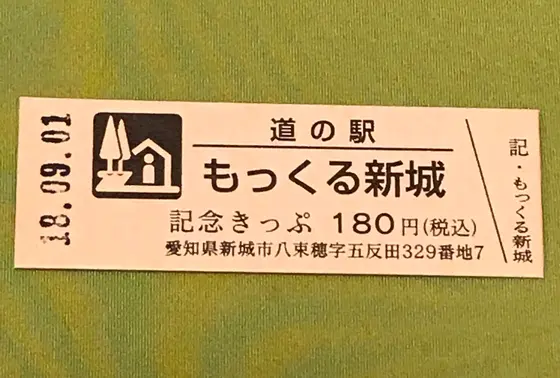 18.09.01
道の駅
もっくる新城
記念きっぷ 180円(税込)
愛知県新城市八束穂字五反田329番地7
記・もっくる新城